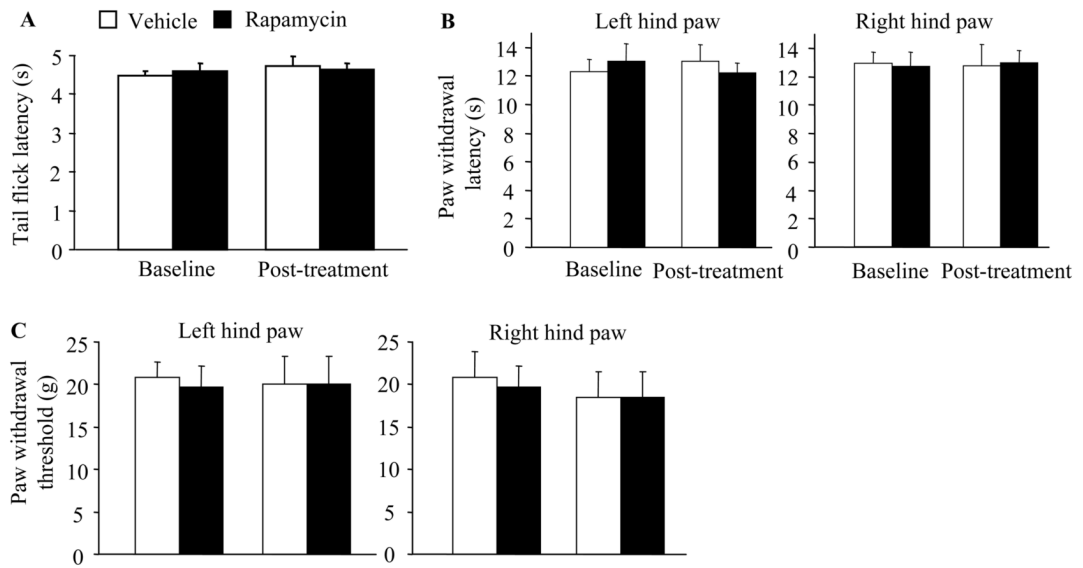 A
Vehicle
Rapamycin
Tail flick latency (s)
5
4
3
2
1
0
Baseline
Post-treatment
B
Left hind paw
Right hind paw
Paw withdrawal
latency (s)
14
12
10
8
6
4
2
0
Baseline
Post-treatment
14
12
10
8
6
4
2
0
Baseline
Post-treatment
C
Left hind paw
Right hind paw
Paw withdrawal
threshold (g)
25
20
15
10
5
0
25
20
15
10
5
0